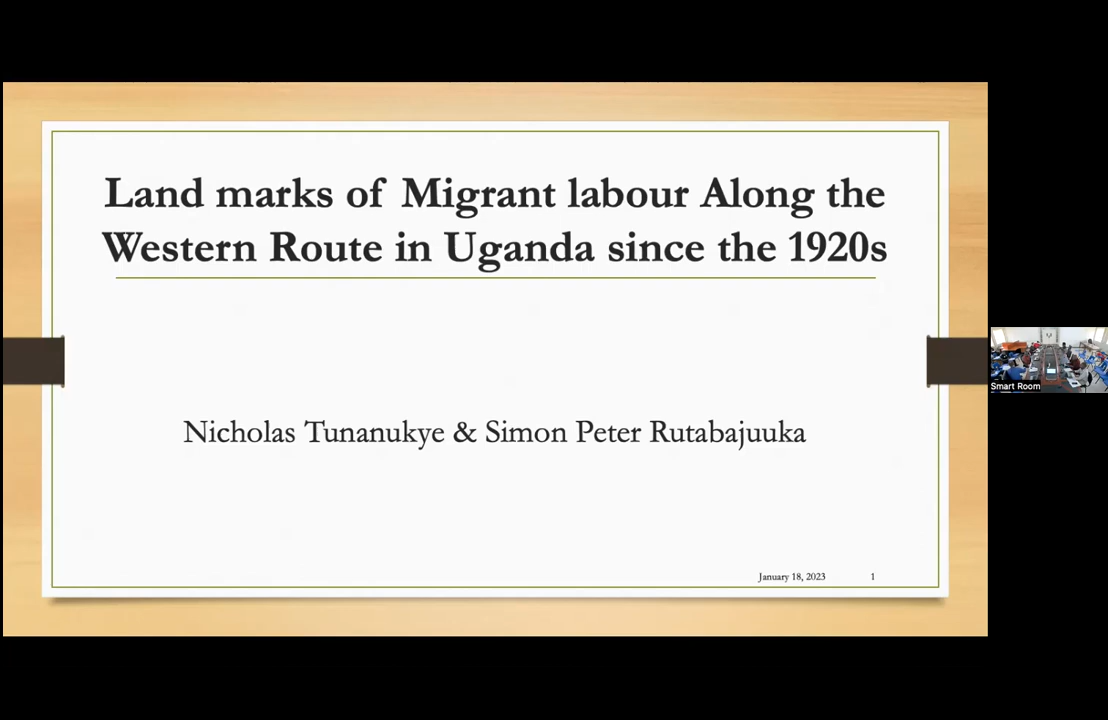 Land marks of Migrant labour Along the
Western Route in Uganda since the 1920s
Nicholas Tunanukye & Simon Peter Rutabajuuka
January 18, 2023 1
Smart Room